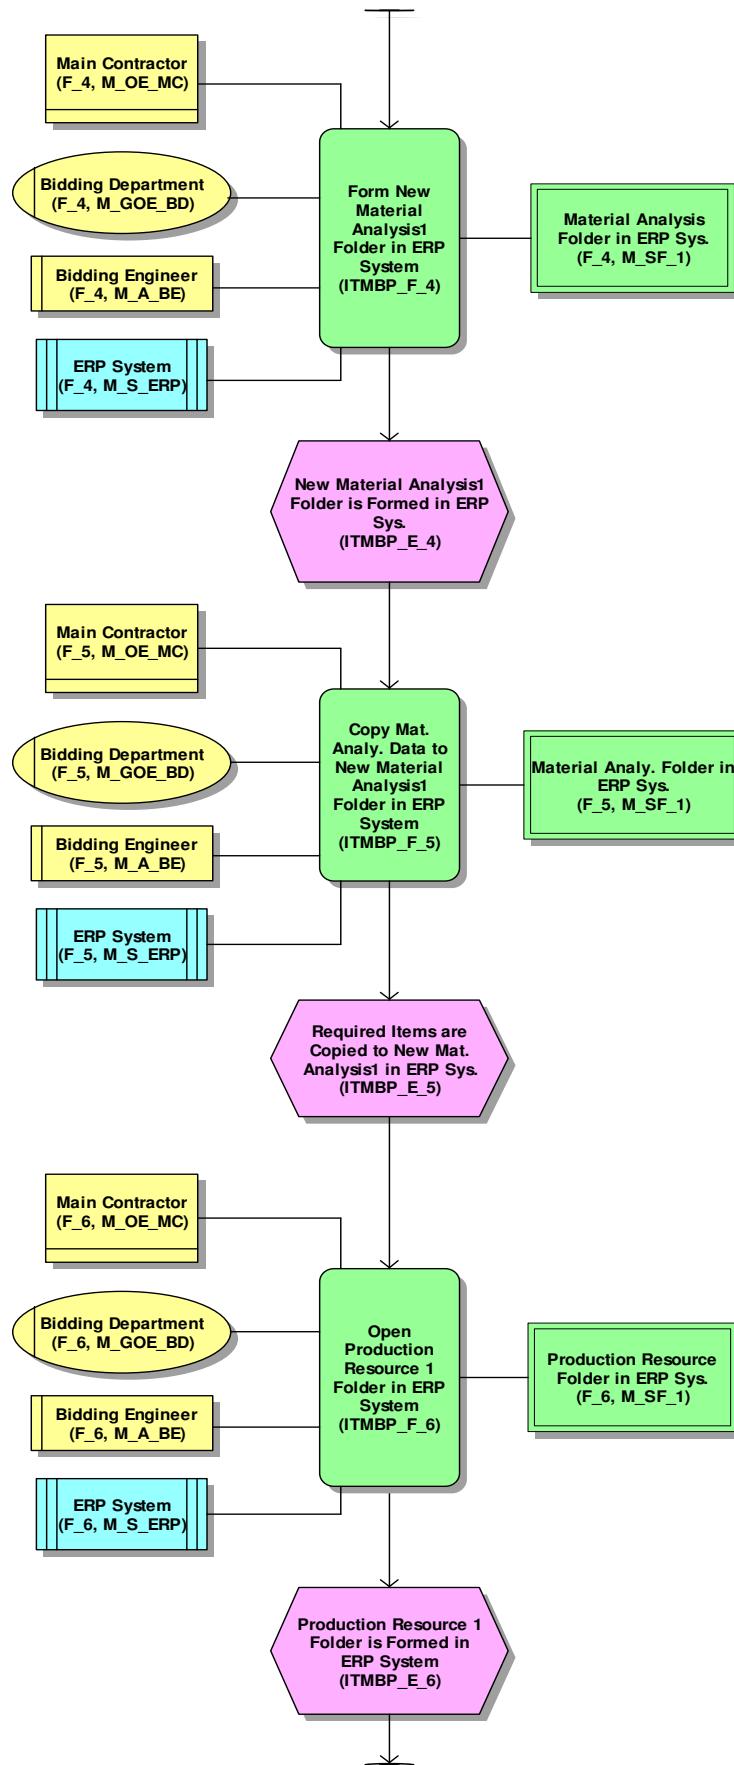 Main Contractor
(F_4, M_OE_MC)
Bidding Department
(F_4, M_GOE_BD)
Bidding Engineer
(F_4, M_A_BE)
ERP System
(F_4, M_S_ERP)
Form New
Material
Analysis1
Folder in ERP
System
(ITMBP_F_4)
Material Analysis
Folder in ERP Sys.
(F_4, M_SF_1)
New Material Analysis1
Folder is Formed in ERP
Sys.
(ITMBP_E_4)
Main Contractor
(F_5, M_OE_MC)
Bidding Department
(F_5, M_GOE_BD)
Bidding Engineer
(F_5, M_A_BE)
ERP System
(F_5, M_S_ERP)
Copy Mat.
Analy. Data to
New Material
Analysis1
Folder in ERP
System
(ITMBP_F_5)
Material Analy. Folder in
ERP Sys.
(F_5, M_SF_1)
Required Items are
Copied to New Mat.
Analysis1 in ERP Sys.
(ITMBP_E_5)
Main Contractor
(F_6, M_OE_MC)
Bidding Department
(F_6, M_GOE_BD)
Bidding Engineer
(F_6, M_A_BE)
ERP System
(F_6, M_S_ERP)
Open
Production
Resource 1
Folder in ERP
System
(ITMBP_F_6)
Production Resource
Folder in ERP Sys.
(F_6, M_SF_1)
Production Resource 1
Folder is Formed in
ERP System
(ITMBP_E_6)